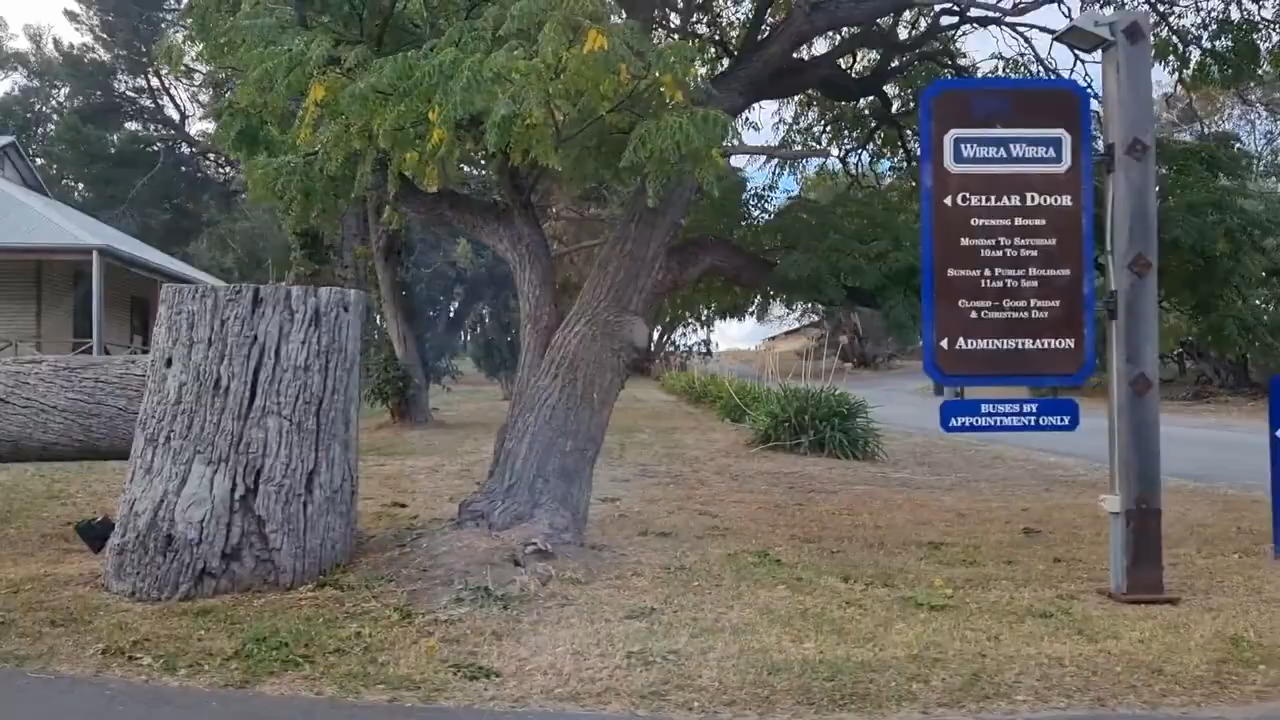 WIRRA WIRRA
CELLAR DOOR
OPENING HOURS
MONDAY TO SATURDAY
10AM TO 5PM
SUNDAY & PUBLIC HOLIDAYS
11AM TO 5PM
CLOSED – GOOD FRIDAY
& CHRISTMAS DAY
ADMINISTRATION
BUSES BY
APPOINTMENT ONLY